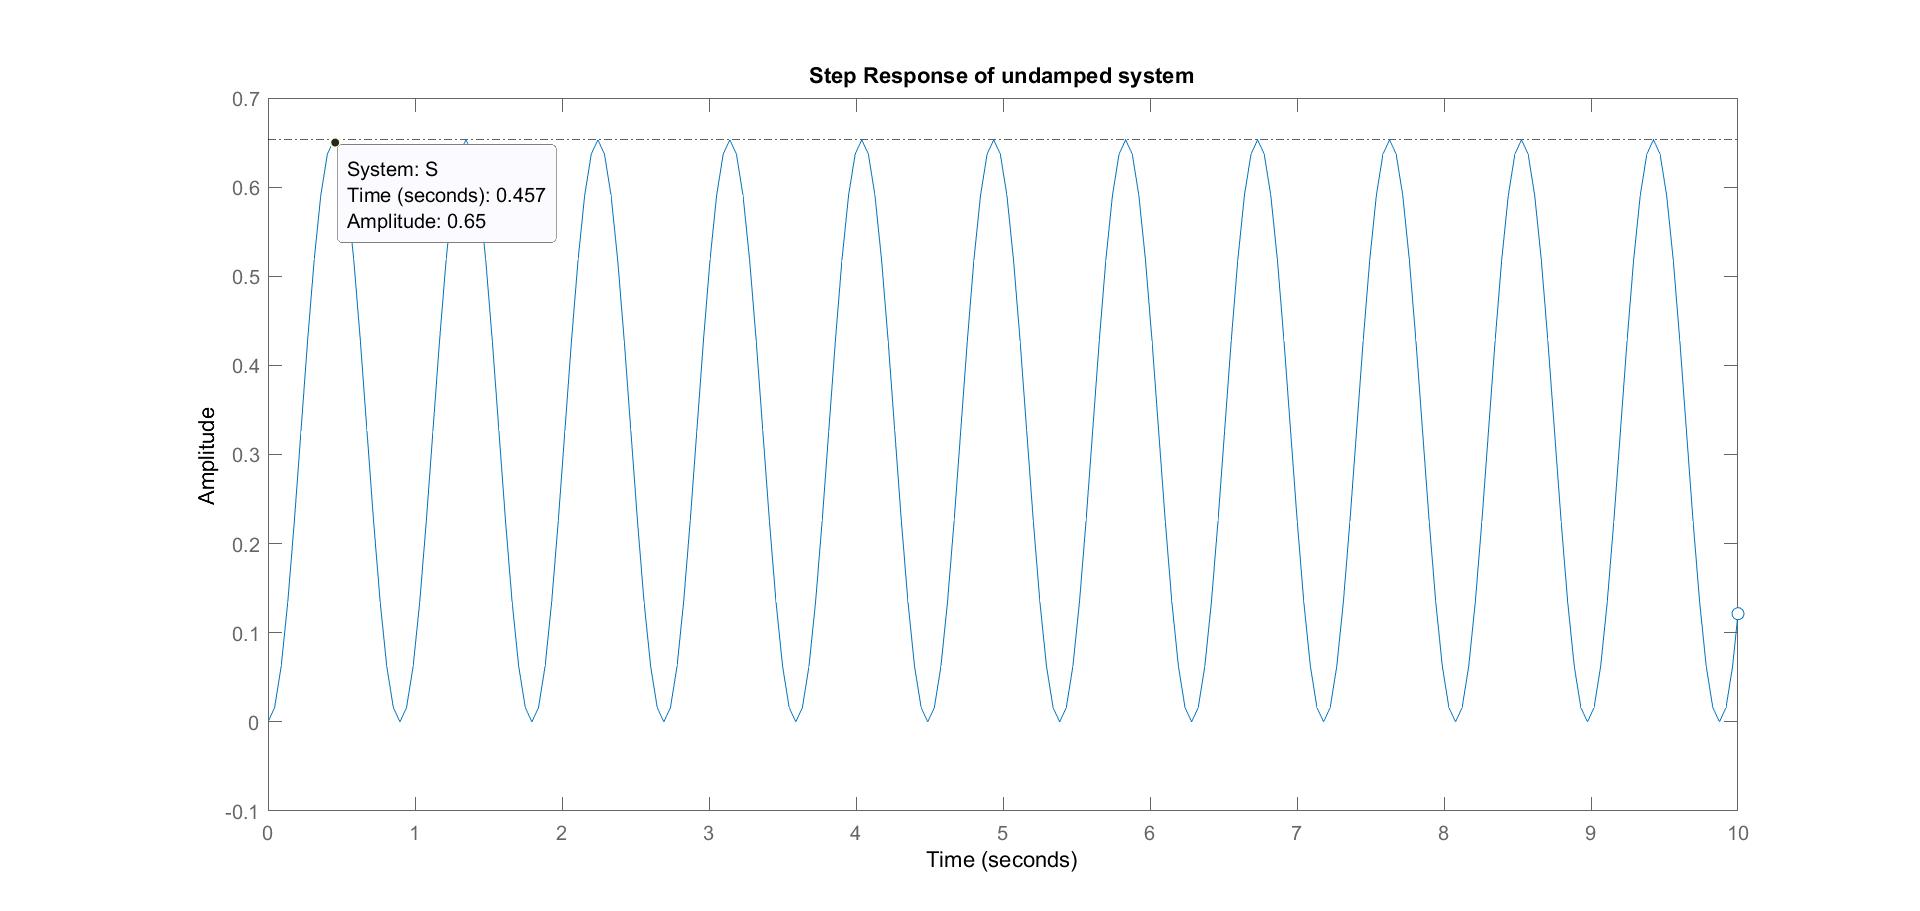 Step Response of undamped system
0.7
0.6
0.5
0.4
0.3
0.2
0.1
0
-0.1
Amplitude
System: S
Time (seconds): 0.457
Amplitude: 0.65
0 1 2 3 4 5 6 7 8 9 10
Time (seconds)